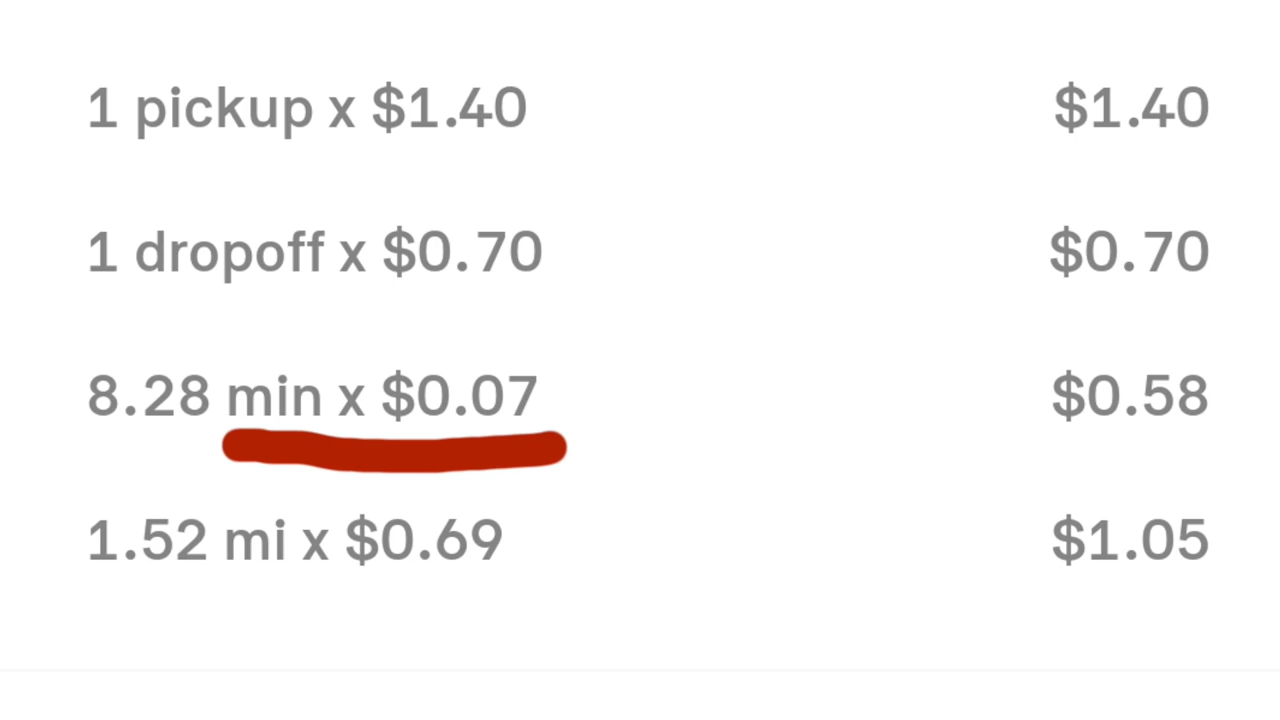 1 pickup x $1.40 $1.40
1 dropoff x $0.70 $0.70
8.28 min x $0.07 $0.58
1.52 mi x $0.69 $1.05